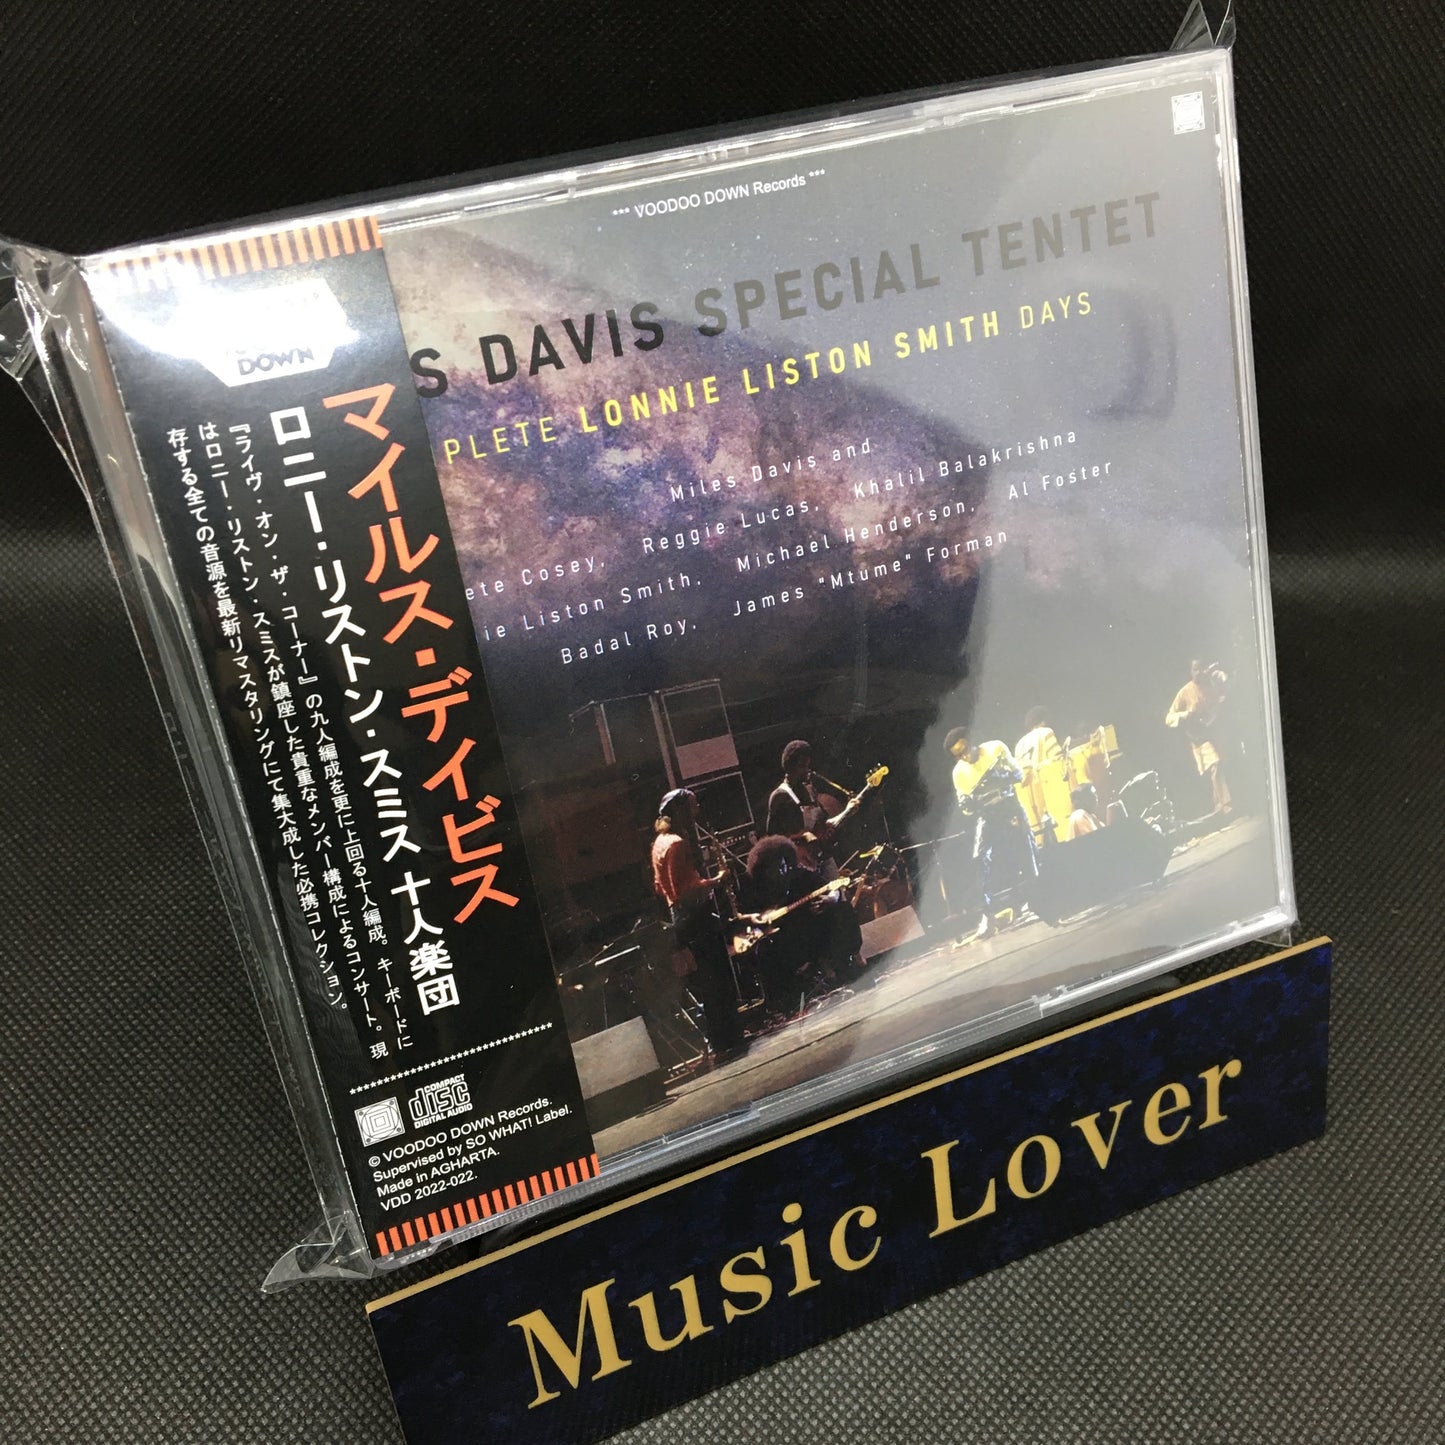 *** VOODOO DOWN Records ***
S DAVIS SPECIAL TENTET
PLETE LONNIE LISTON SMITH DAYS
Miles Davis and
ete Cosey, Reggie Lucas, Khalil Balakrishna
ie Liston Smith, Michael Henderson, Al Foster
Badal Roy, James "Mtume" Forman
DOWN
マイルス・デイビス
ロニー・リストン・スミス 十人楽団
『ライヴ・オン・ザ・コーナー』の九人編成を更に上回る十人編成。キーボードに
はロニー・リストン・スミスが鎮座した貴重なメンバー構成によるコンサート。現
存する全ての音源を最新リマスタリングにて集大成した必携コレクション。
COMPACT
disc
DIGITAL AUDIO
© VOODOO DOWN Records.
Supervised by SO WHAT! Label.
Made in AGHARTA.
VDD 2022-022.
Music Lover